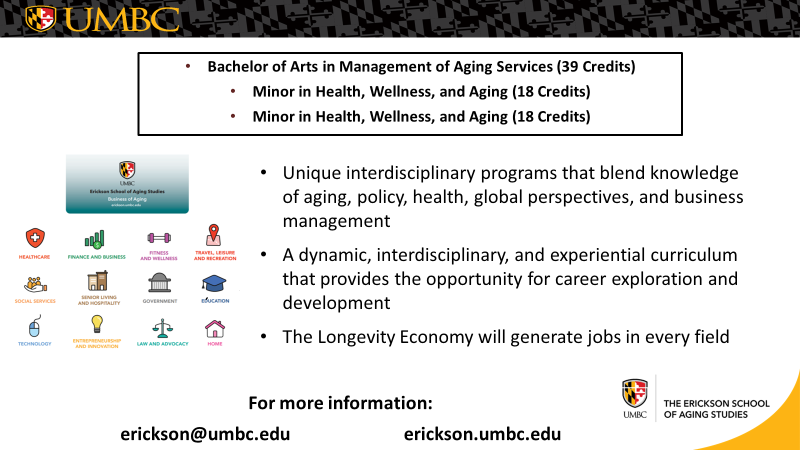 UMBC
• Bachelor of Arts in Management of Aging Services (39 Credits)
• Minor in Health, Wellness, and Aging (18 Credits)
• Minor in Health, Wellness, and Aging (18 Credits)
UMBC
Erickson School of Aging Studies
Business of Aging
erickson.umbc.edu
HEALTHCARE
FINANCE AND BUSINESS
FITNESS
AND WELLNESS
TRAVEL, LEISURE
AND RECREATION
SOCIAL SERVICES
SENIOR LIVING
AND HOSPITALITY
GOVERNMENT
EDUCATION
TECHNOLOGY
ENTREPRENEURSHIP
AND INNOVATION
LAW AND ADVOCACY
HOME
• Unique interdisciplinary programs that blend knowledge
of aging, policy, health, global perspectives, and business
management
• A dynamic, interdisciplinary, and experiential curriculum
that provides the opportunity for career exploration and
development
• The Longevity Economy will generate jobs in every field
For more information:
erickson@umbc.edu erickson.umbc.edu
UMBC
THE ERICKSON SCHOOL
OF AGING STUDIES